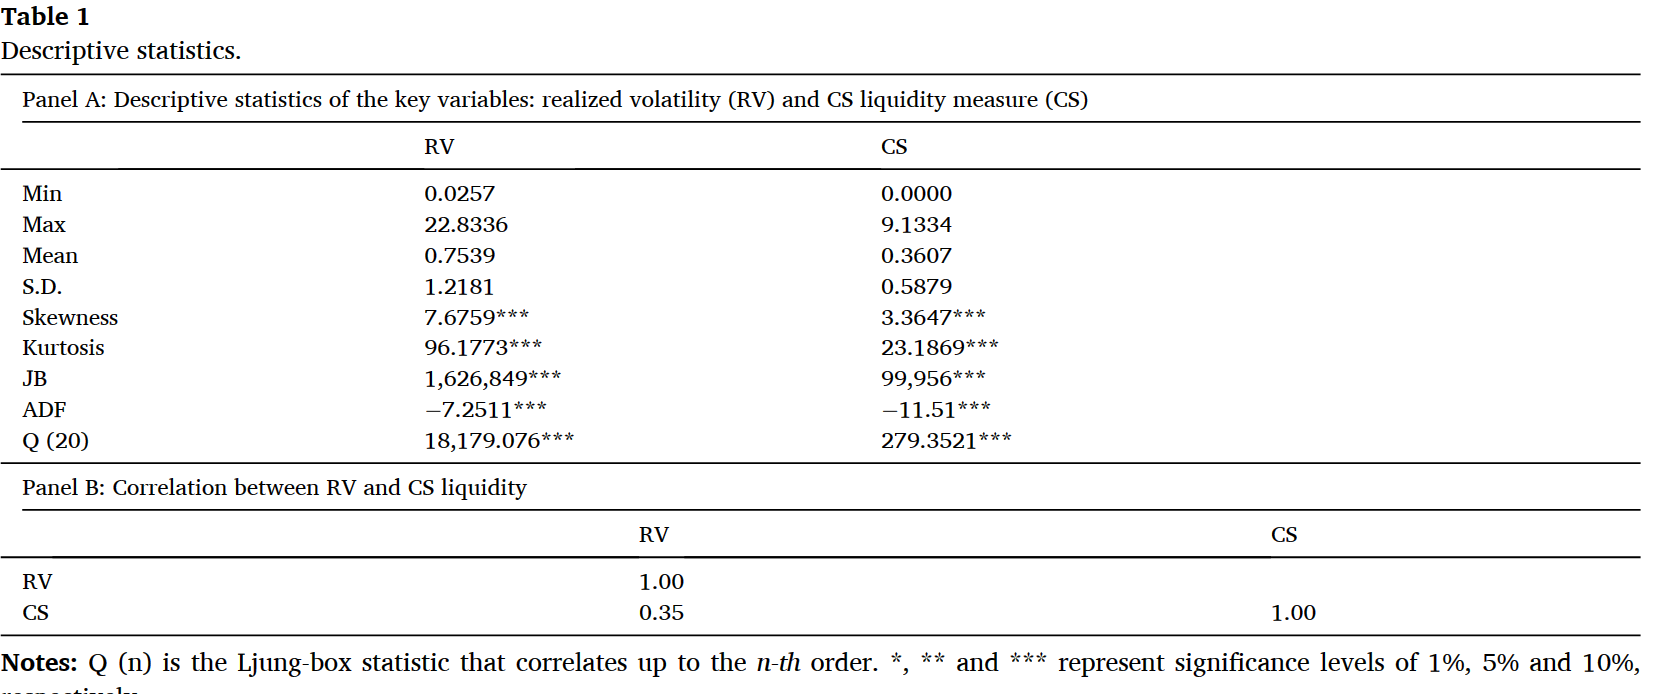 Table 1
Descriptive statistics.
Panel A: Descriptive statistics of the key variables: realized volatility (RV) and CS liquidity measure (CS)
RV CS
Min 0.0257 0.0000
Max 22.8336 9.1334
Mean 0.7539 0.3607
S.D. 1.2181 0.5879
Skewness 7.6759*** 3.3647***
Kurtosis 96.1773*** 23.1869***
JB 1,626,849*** 99,956***
ADF −7.2511*** −11.51***
Q (20) 18,179.076*** 279.3521***
Panel B: Correlation between RV and CS liquidity
RV CS
RV 1.00
CS 0.35 1.00
Notes: Q (n) is the Ljung-box statistic that correlates up to the n-th order. *, ** and *** represent significance levels of 1%, 5% and 10%,